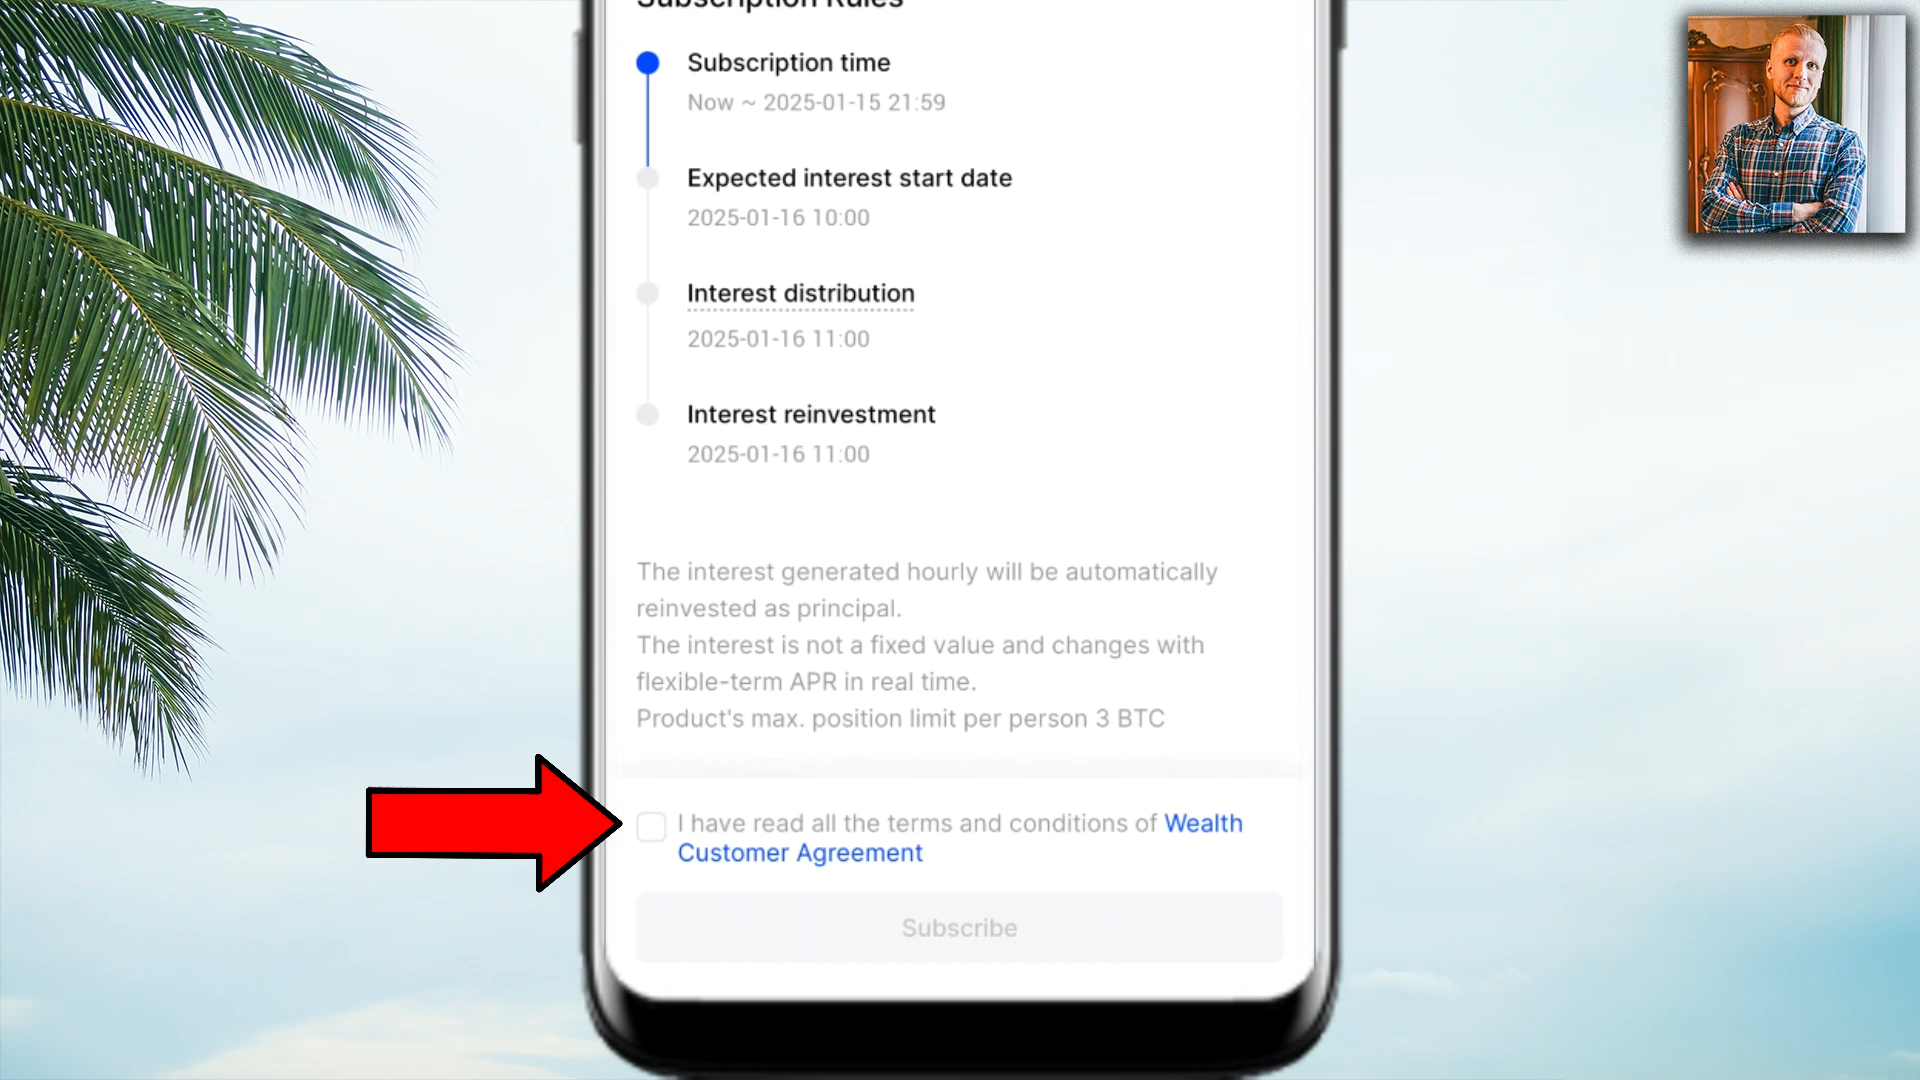 Subscription Rules
Subscription time
Now ~ 2025-01-15 21:59
Expected interest start date
2025-01-16 10:00
Interest distribution
2025-01-16 11:00
Interest reinvestment
2025-01-16 11:00
The interest generated hourly will be automatically
reinvested as principal.
The interest is not a fixed value and changes with
flexible-term APR in real time.
Product's max. position limit per person 3 BTC
I have read all the terms and conditions of Wealth
Customer Agreement
Subscribe